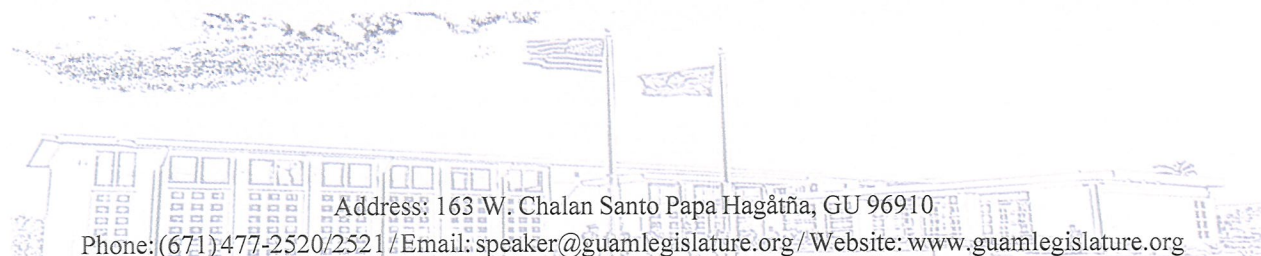 Address: 163 W. Chalan Santo Papa Hagåtña, GU 96910
Phone: (671)477-2520/2521 / Email: speaker@guamlegislature.org / Website: www.guamlegislature.org